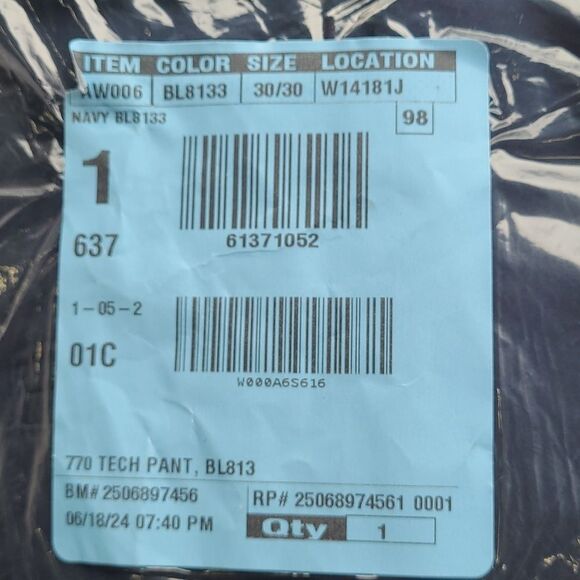 ITEM COLOR SIZE LOCATION
AW006 BL8133 30/30 W14181J
NAVY BL8133 98
1
61371052
637
1-05-2
01C
W000A6S616
770 TECH PANT, BL813
BM# 2506897456 RP# 25068974561 0001
06/18/24 07:40 PM Qty 1